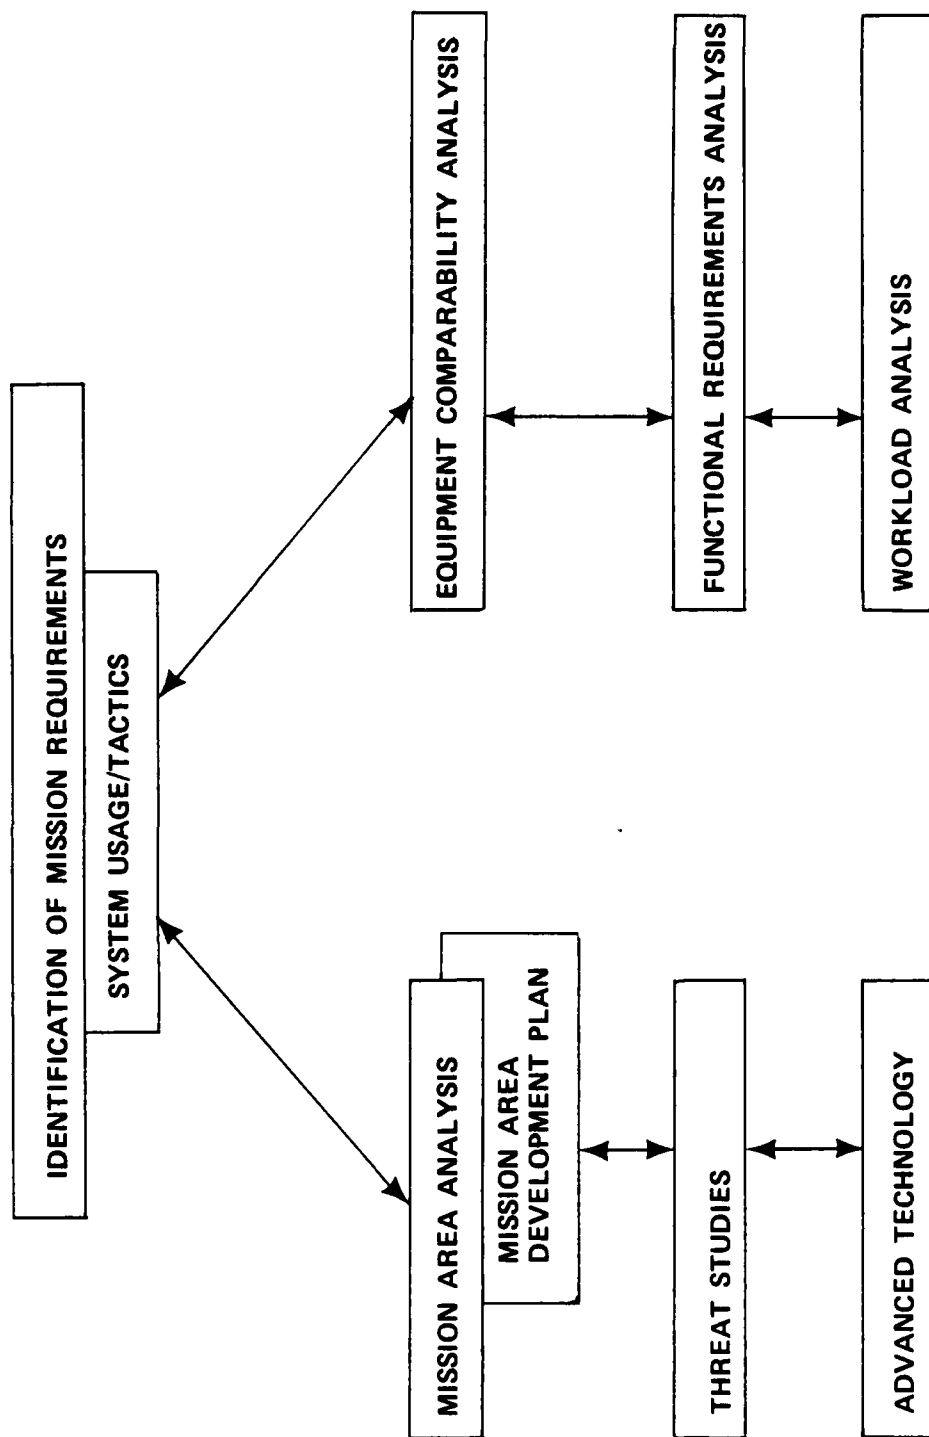 IDENTIFICATION OF MISSION REQUIREMENTS
SYSTEM USAGE/TACTICS
MISSION AREA ANALYSIS
MISSION AREA
DEVELOPMENT PLAN
THREAT STUDIES
ADVANCED TECHNOLOGY
EQUIPMENT COMPARABILITY ANALYSIS
FUNCTIONAL REQUIREMENTS ANALYSIS
WORKLOAD ANALYSIS